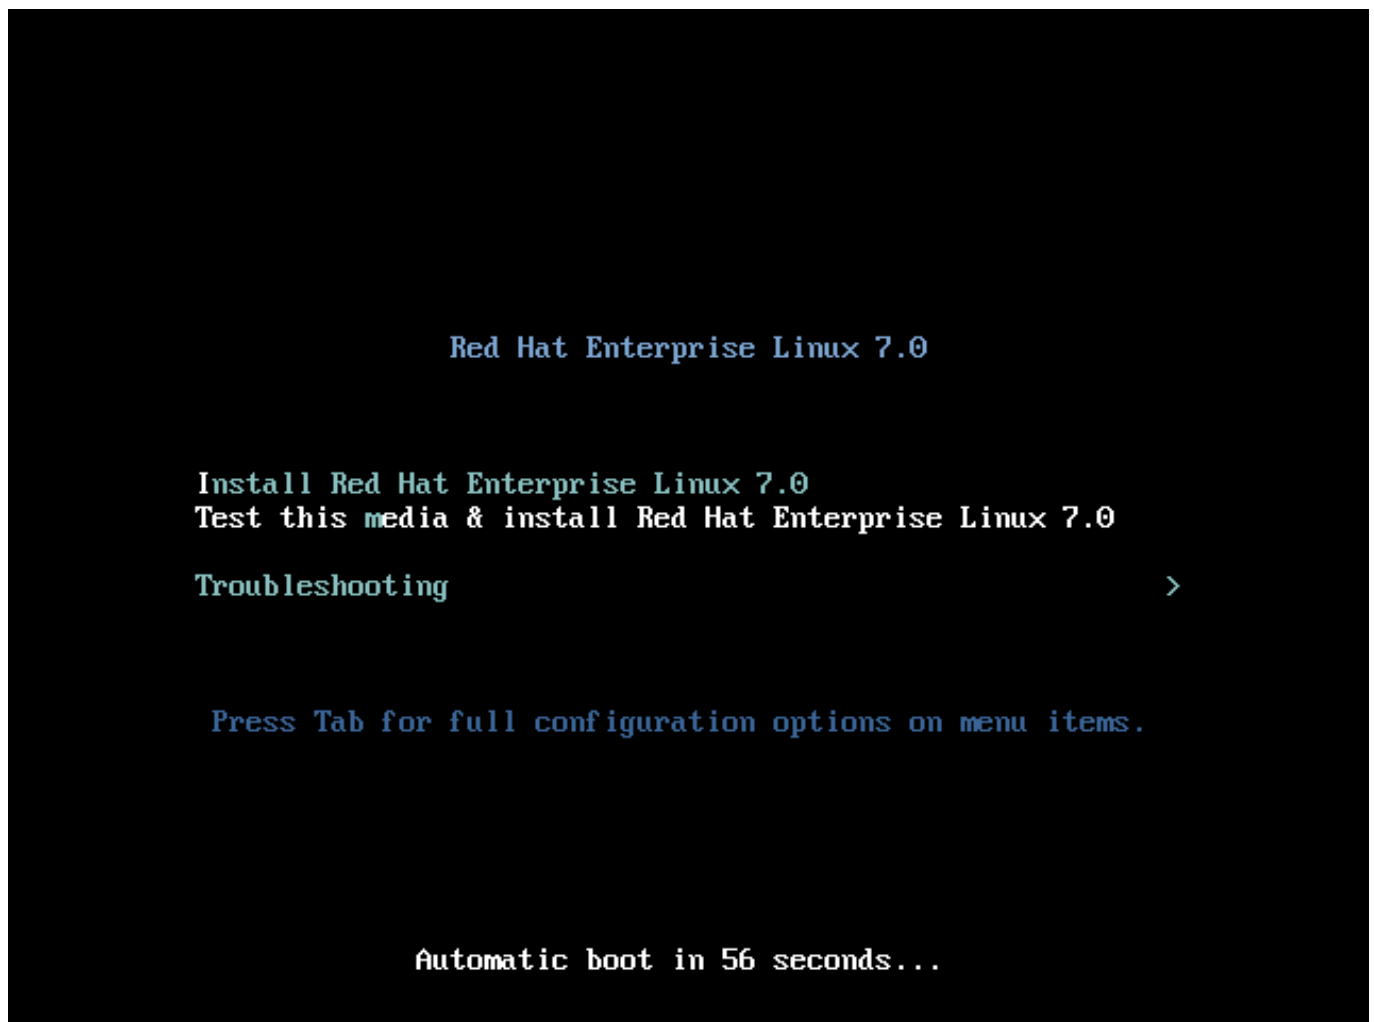 Red Hat Enterprise Linux 7.0
Install Red Hat Enterprise Linux 7.0
Test this media & install Red Hat Enterprise Linux 7.0
Troubleshooting >
Press Tab for full configuration options on menu items.
Automatic boot in 56 seconds...